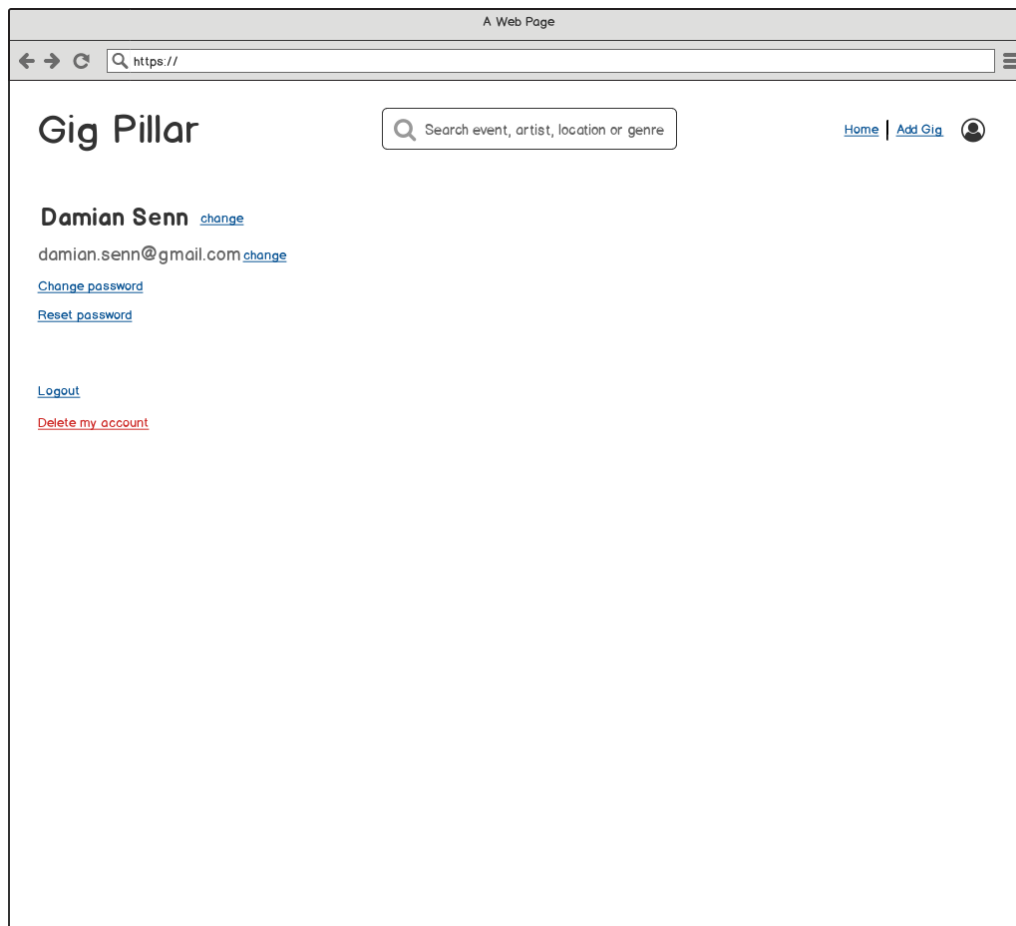 A Web Page
https://
Gig Pillar
Search event, artist, location or genre
Home Add Gig
Damian Senn change
damian.senn@gmail.com change
Change password
Reset password
Logout
Delete my account